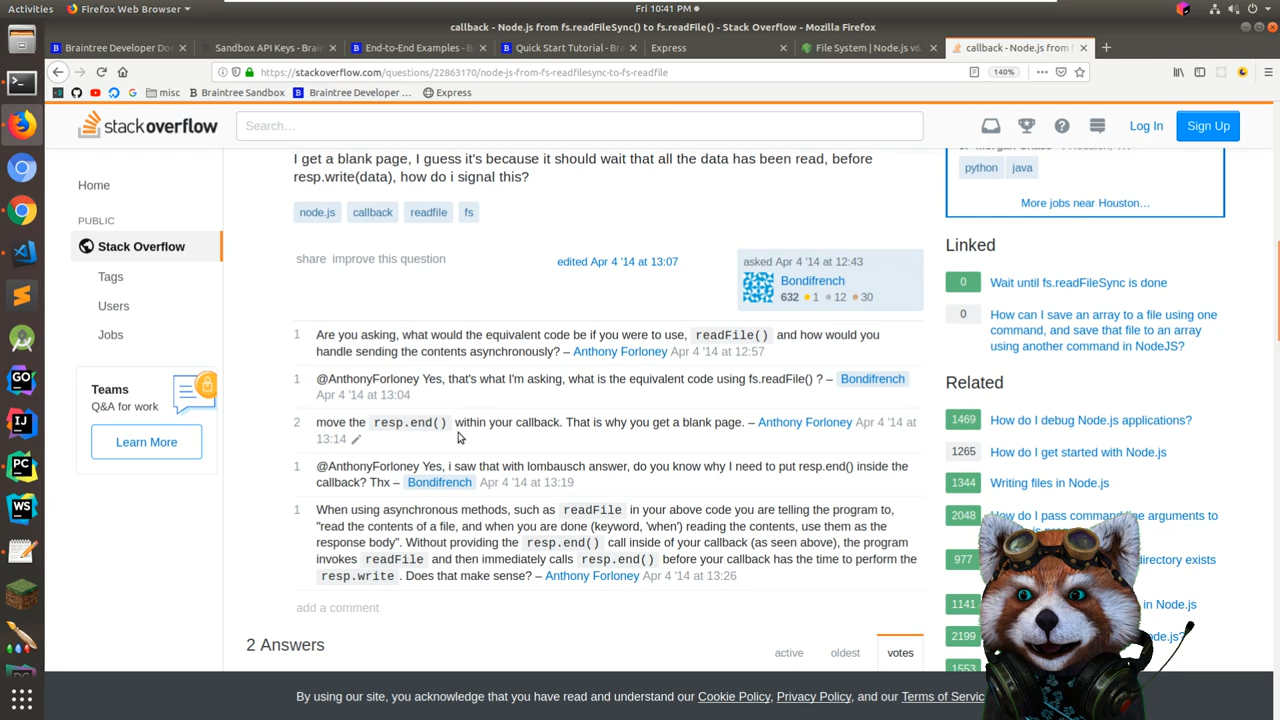 Activities
Firefox Web Browser
Fri 10:41 PM
callback - Node.js from fs.readFileSync() to fs.readFile() - Stack Overflow - Mozilla Firefox
Braintree Developer Doc
Sandbox API Keys - Brain
End-to-End Examples - B
Quick Start Tutorial - Bra
Express
File System | Node.js v6.
callback - Node.js from f
https://stackoverflow.com/questions/22863170/node-js-from-fs-readfilesync-to-fs-readfile
140%
misc
Braintree Sandbox
Braintree Developer ...
Express
stackoverflow
Search...
Log In
Sign Up
I get a blank page, I guess it's because it should wait that all the data has been read, before
resp.write(data), how do i signal this?
node.js
callback
readfile
fs
share improve this question
edited Apr 4 '14 at 13:07
asked Apr 4 '14 at 12:43
Bondifrench
632 1 12 30
Home
PUBLIC
Stack Overflow
Tags
Users
Jobs
Teams
Q&A for work
Learn More
1 Are you asking, what would the equivalent code be if you were to use, readFile() and how would you
handle sending the contents asynchronously? – Anthony Forloney Apr 4 '14 at 12:57
1 @AnthonyForloney Yes, that's what I'm asking, what is the equivalent code using fs.readFile() ? – Bondifrench
Apr 4 '14 at 13:04
2 move the resp.end() within your callback. That is why you get a blank page. – Anthony Forloney Apr 4 '14 at
13:14
1 @AnthonyForloney Yes, i saw that with lombausch answer, do you know why I need to put resp.end() inside the
callback? Thx – Bondifrench Apr 4 '14 at 13:19
1 When using asynchronous methods, such as readFile in your above code you are telling the program to,
"read the contents of a file, and when you are done (keyword, 'when') reading the contents, use them as the
response body". Without providing the resp.end() call inside of your callback (as seen above), the program
invokes readFile and then immediately calls resp.end() before your callback has the time to perform the
resp.write . Does that make sense? – Anthony Forloney Apr 4 '14 at 13:26
add a comment
2 Answers
active
oldest
votes
python
java
More jobs near Houston...
Linked
0 Wait until fs.readFileSync is done
0 How can I save an array to a file using one
command, and save that file to an array
using another command in NodeJS?
Related
1469 How do I debug Node.js applications?
1265 How do I get started with Node.js
1344 Writing files in Node.js
2048 How do I pass command line arguments to
977 directory exists
1141 in Node.js
2199 ode.js?
1553
By using our site, you acknowledge that you have read and understand our Cookie Policy, Privacy Policy, and our Terms of Servic